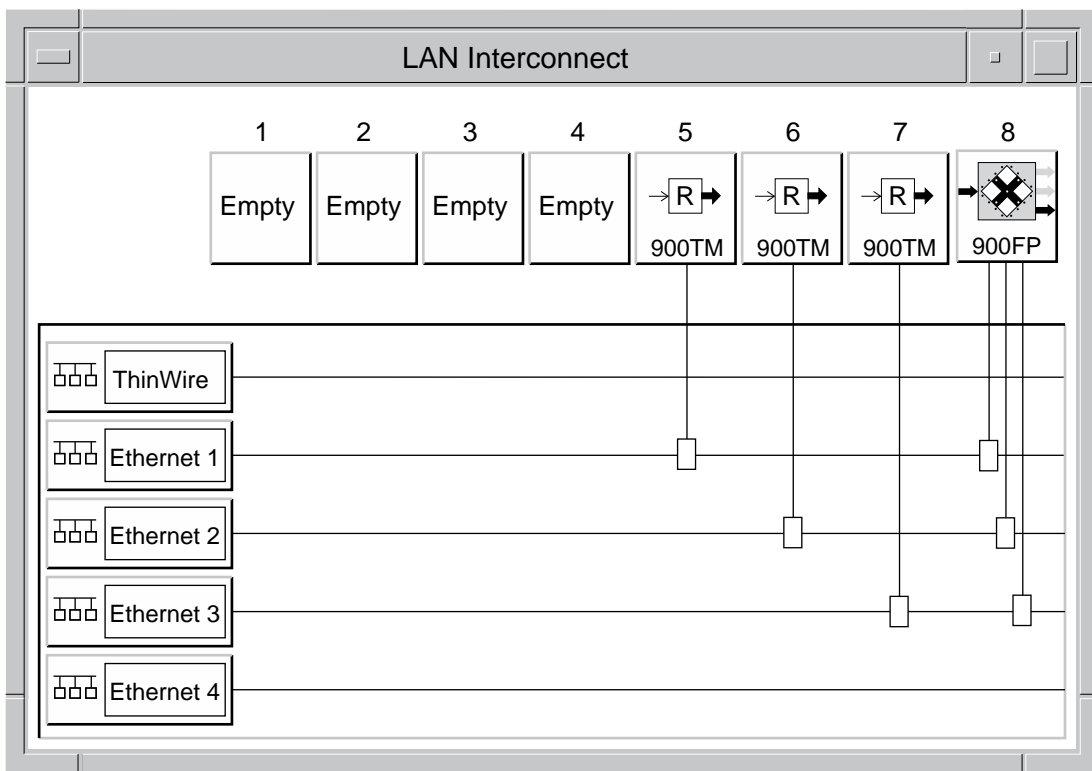 LAN Interconnect
1 2 3 4 5 6 7 8
Empty Empty Empty Empty R R R
900TM 900TM 900TM 900FP
ThinWire
Ethernet 1
Ethernet 2
Ethernet 3
Ethernet 4